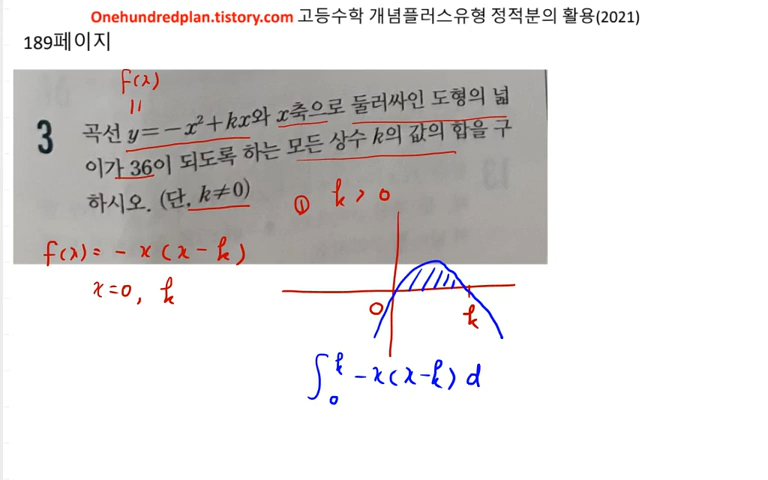 Onehundredplan.tistory.com 고등수학 개념플러스유형 정적분의 활용(2021)
189페이지
f(x)
=
3 곡선 y=-x²+kx와 x축으로 둘러싸인 도형의 넓
이가 36이 되도록 하는 모든 상수 k의 값의 합을 구
하시오. (단, k≠0)
① k > 0
f(x) = - x (x - k)
x=0, k
0
k
∫₀ᵏ -x(x-k) d